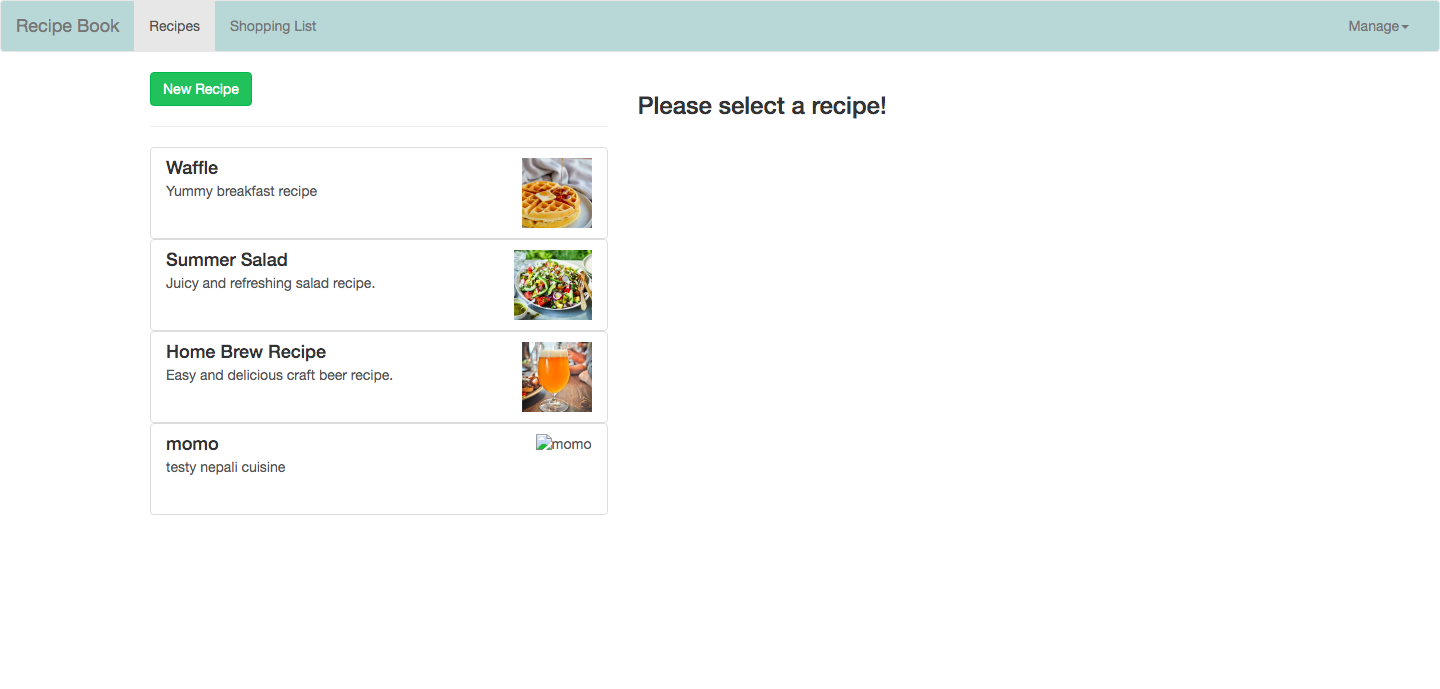 Recipe Book
Recipes
Shopping List
Manage
New Recipe
Please select a recipe!
Waffle
Yummy breakfast recipe
Summer Salad
Juicy and refreshing salad recipe.
Home Brew Recipe
Easy and delicious craft beer recipe.
momo
momo
testy nepali cuisine